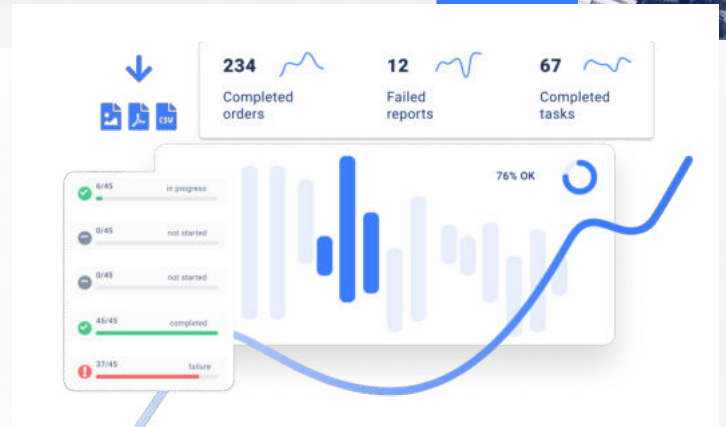 234
Completed
orders
12
Failed
reports
67
Completed
tasks
CSV
76% OK
6/45 in progress
0/45 not started
0/45 not started
45/45 completed
37/45 failure